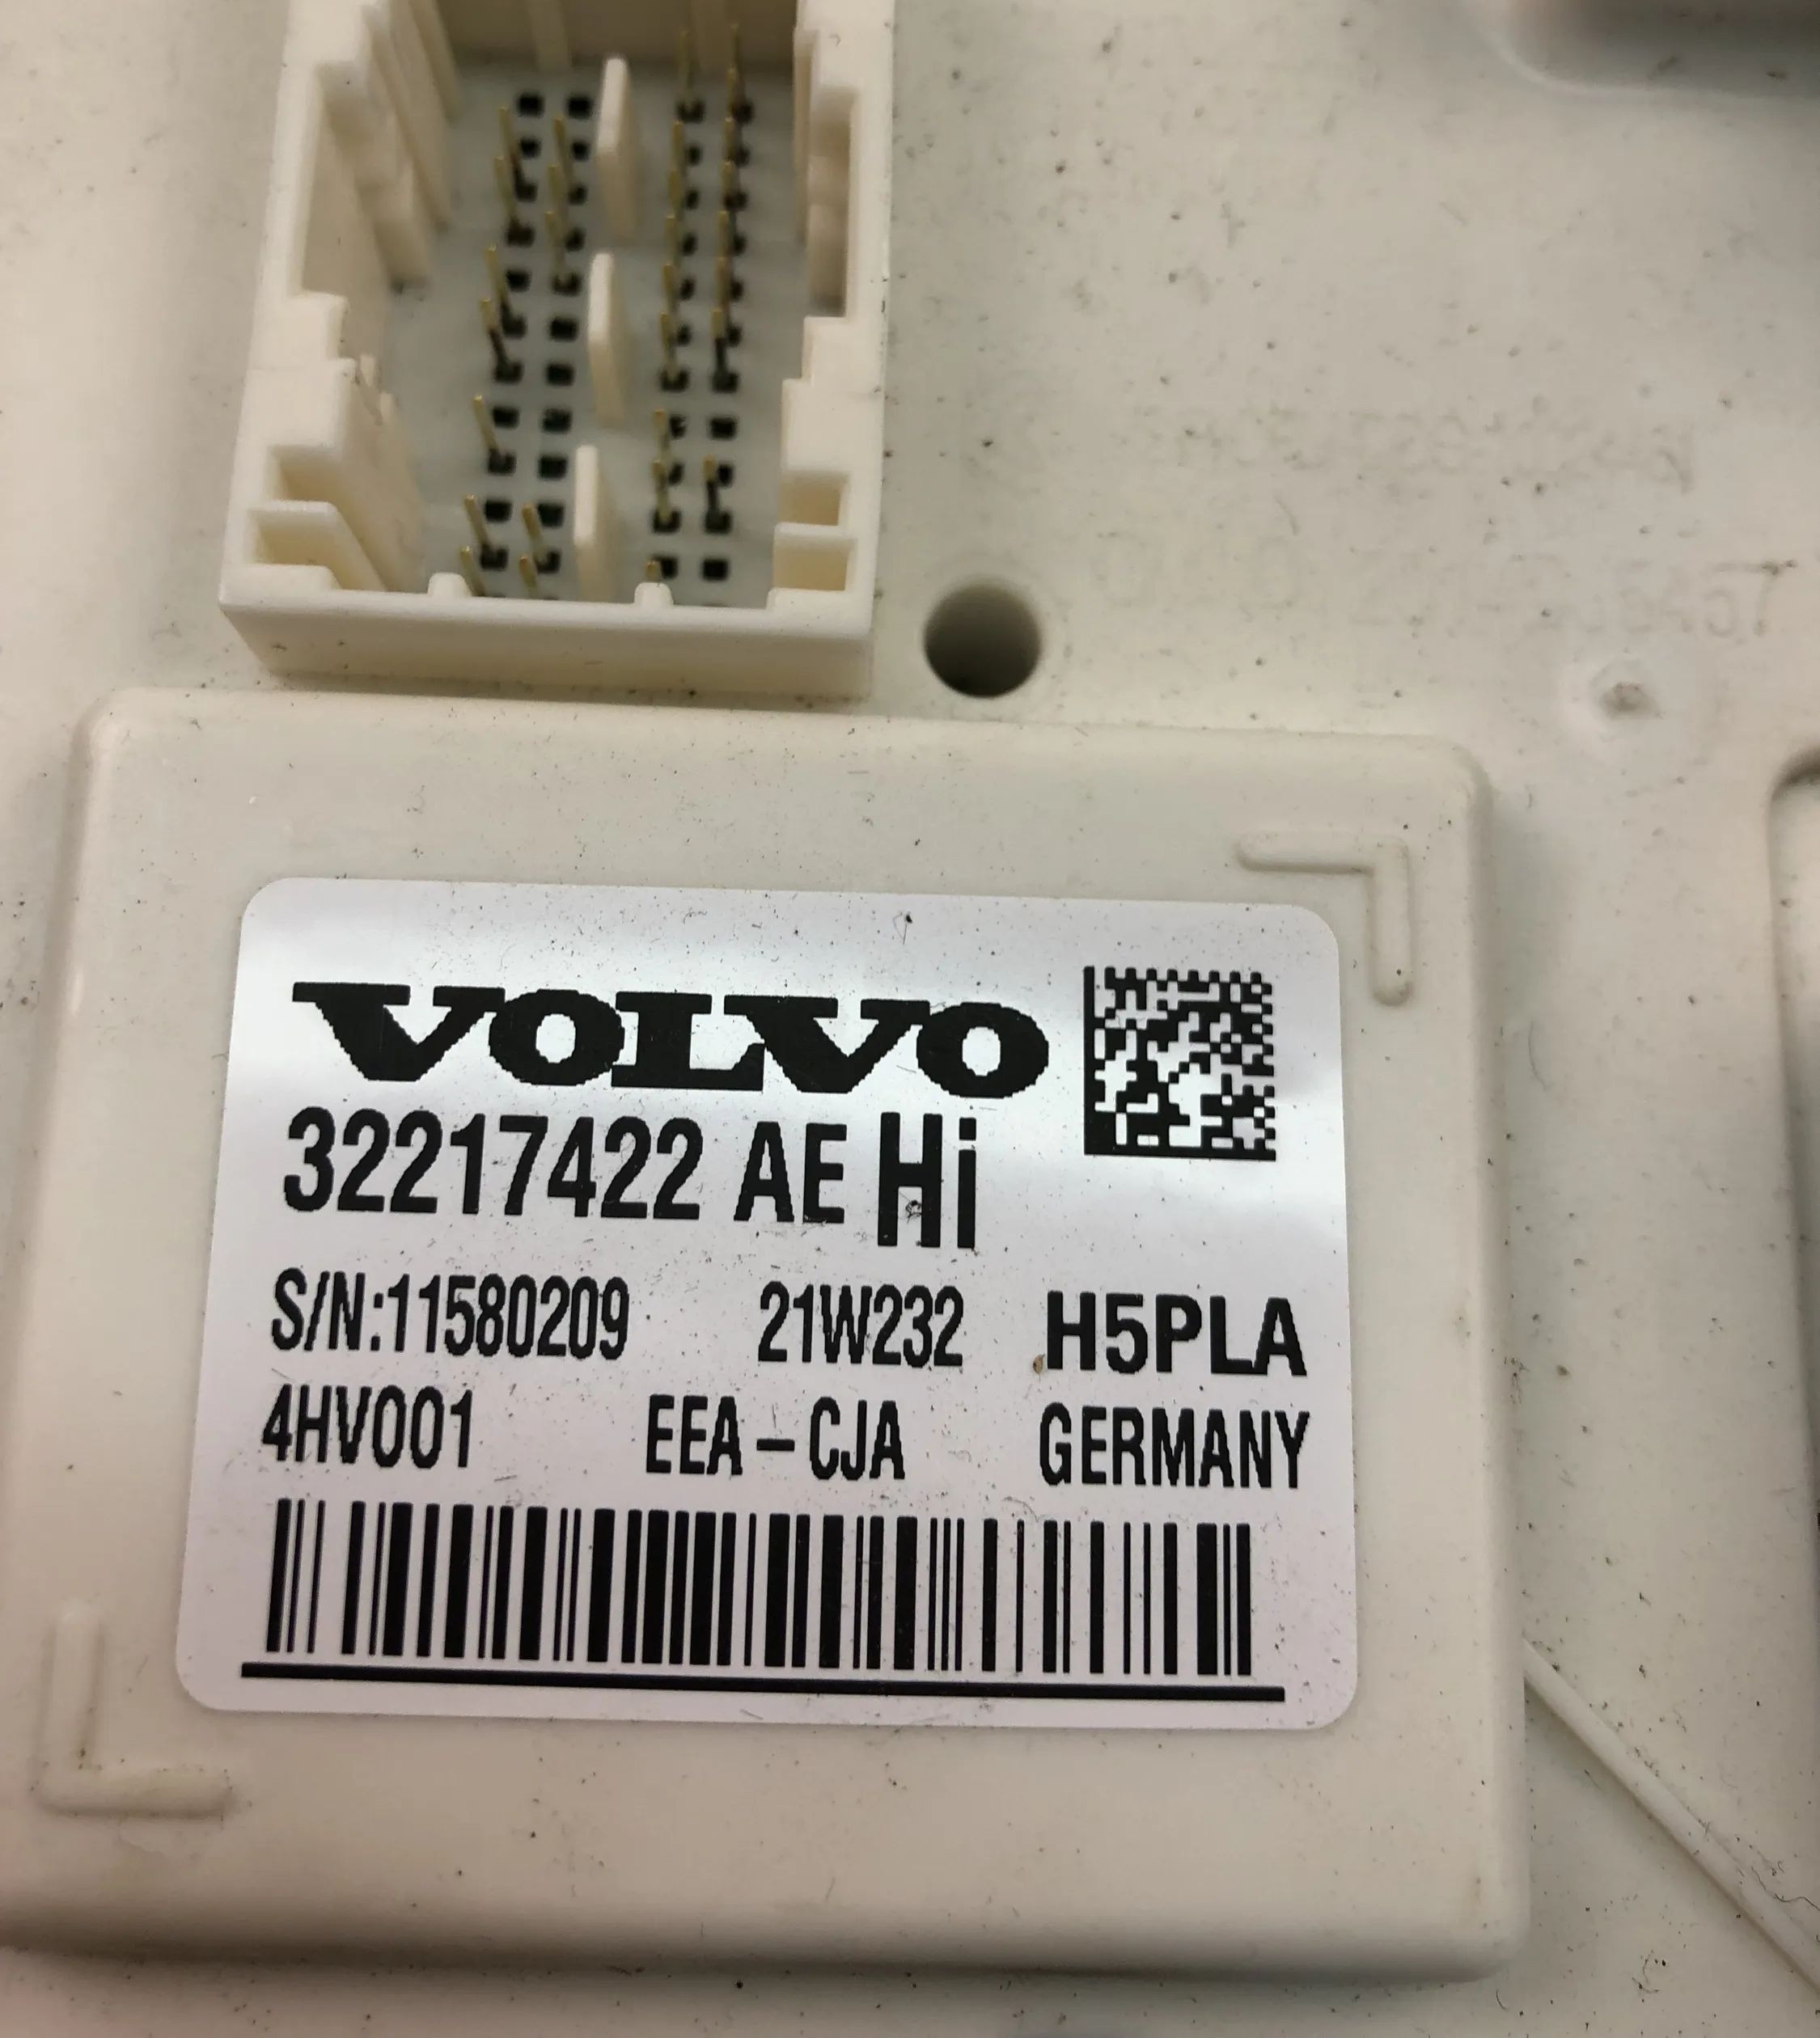 VOLVO
32217422 AE Hi
S/N:11580209 21W232 H5PLA
4HV001 EEA-CJA GERMANY